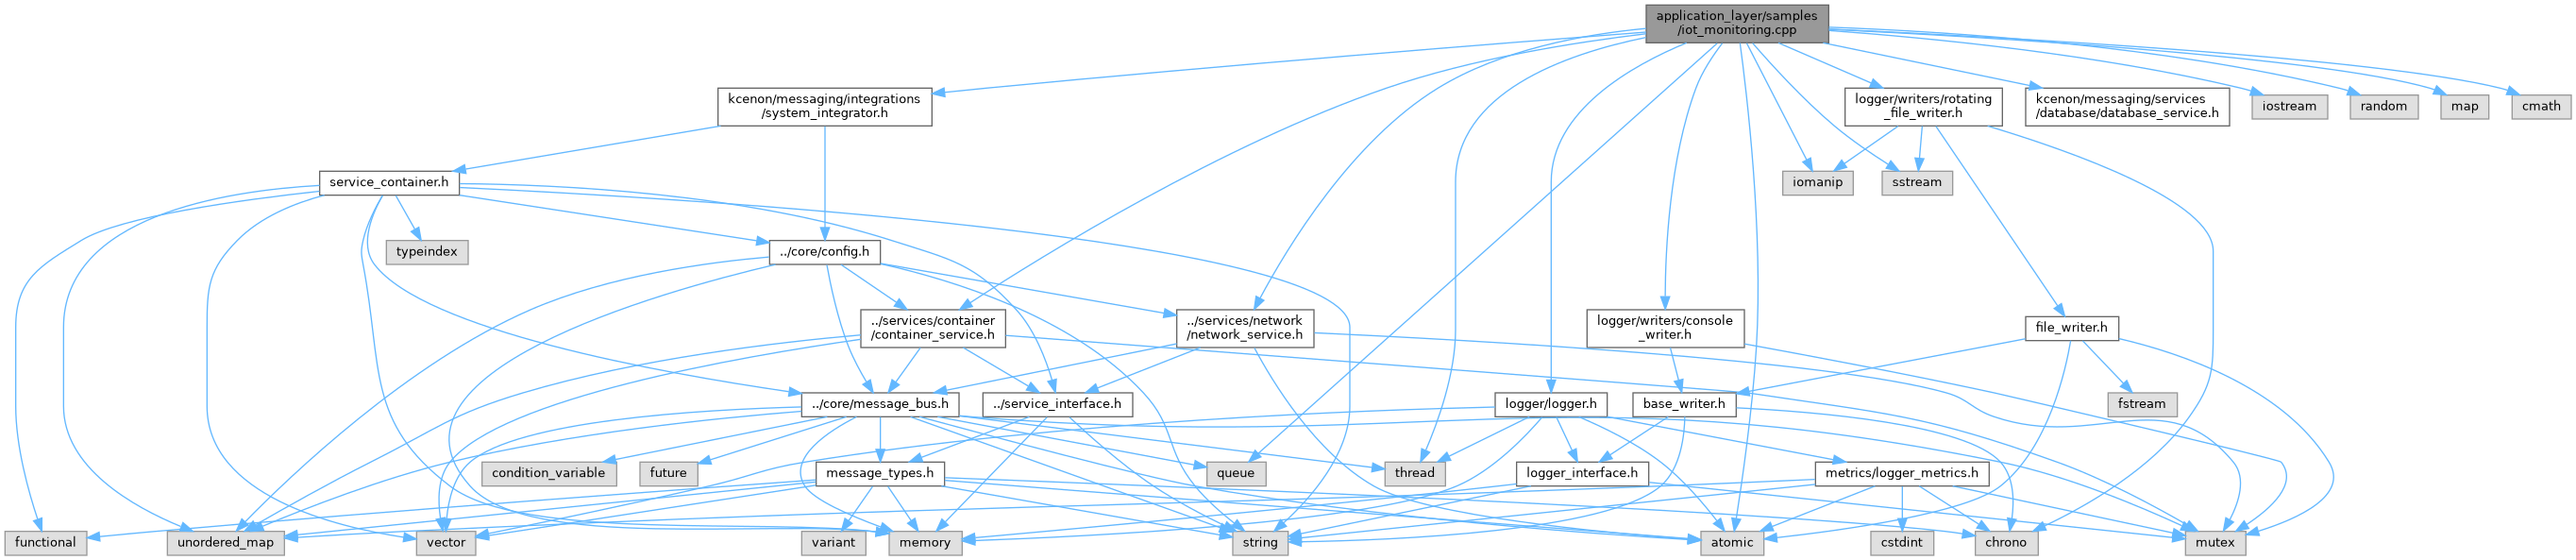 application_layer/samples
/iot_monitoring.cpp
kcenon/messaging/integrations
/system_integrator.h
logger/writers/rotating
_file_writer.h
kcenon/messaging/services
/database/database_service.h
iostream
random
map
cmath
service_container.h
iomanip
sstream
typeindex
../core/config.h
../services/container
/container_service.h
../services/network
/network_service.h
logger/writers/console
_writer.h
file_writer.h
../core/message_bus.h
../service_interface.h
logger/logger.h
base_writer.h
fstream
condition_variable
future
message_types.h
queue
thread
logger_interface.h
metrics/logger_metrics.h
functional
unordered_map
vector
variant
memory
string
atomic
cstdint
chrono
mutex